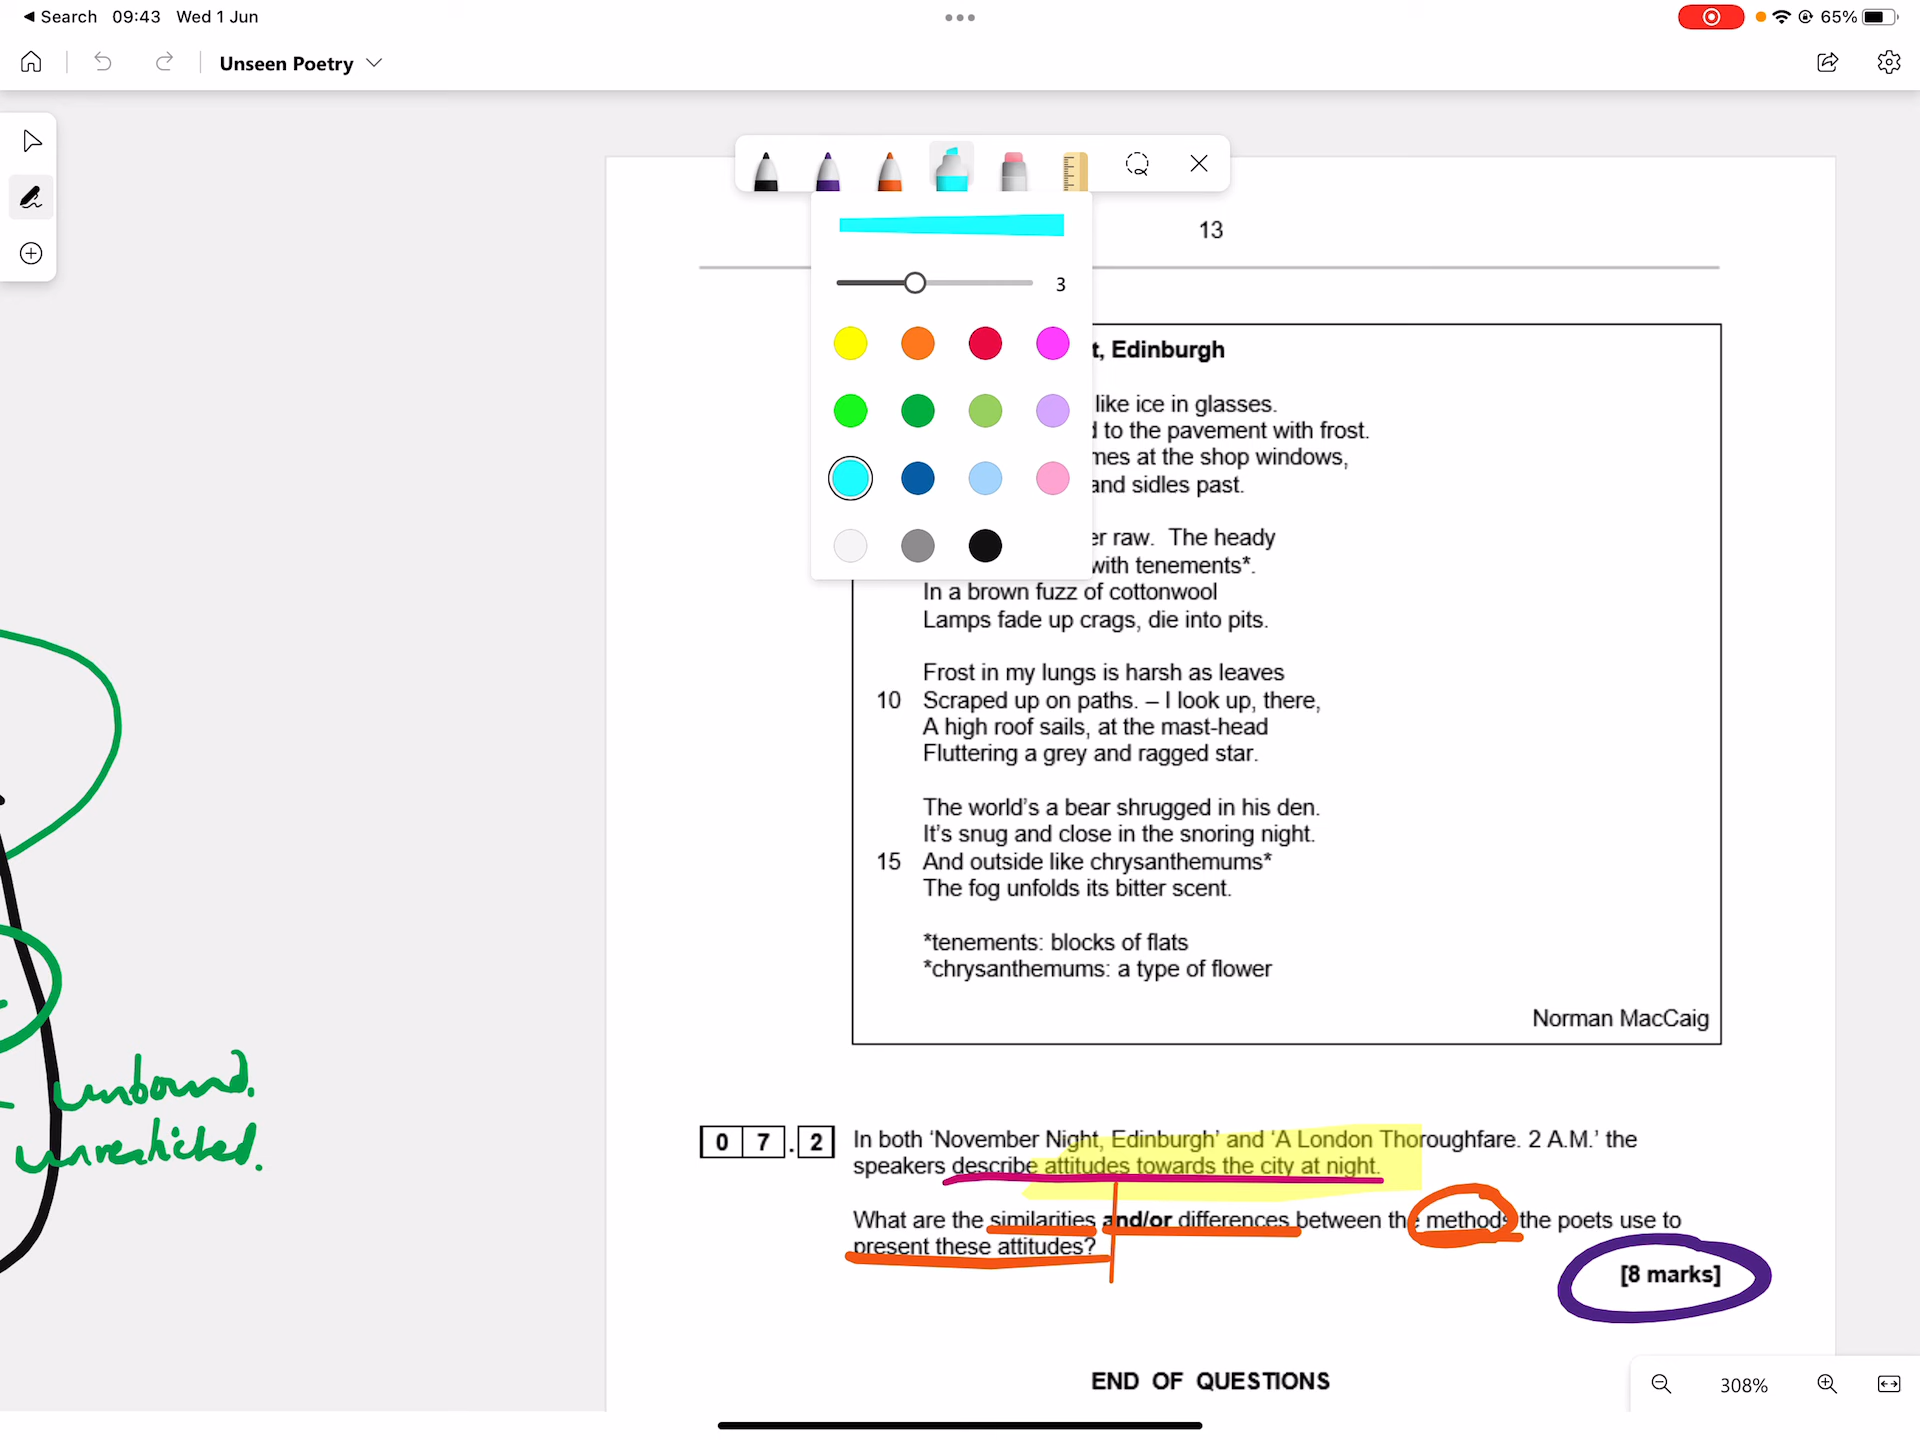 Search 09:43 Wed 1 Jun
65%
Unseen Poetry
13
3
t, Edinburgh
like ice in glasses.
d to the pavement with frost.
mes at the shop windows,
and sidles past.
er raw. The heady
with tenements*.
In a brown fuzz of cottonwool
Lamps fade up crags, die into pits.
Frost in my lungs is harsh as leaves
10 Scraped up on paths. – I look up, there,
A high roof sails, at the mast-head
Fluttering a grey and ragged star.
The world's a bear shrugged in his den.
It's snug and close in the snoring night.
15 And outside like chrysanthemums*
The fog unfolds its bitter scent.
*tenements: blocks of flats
*chrysanthemums: a type of flower
Norman MacCaig
unbound.
unrestricted.
0 7 . 2 In both 'November Night, Edinburgh' and 'A London Thoroughfare. 2 A.M.' the
speakers describe attitudes towards the city at night.
What are the similarities and/or differences between the methods the poets use to
present these attitudes?
[8 marks]
END OF QUESTIONS
308%